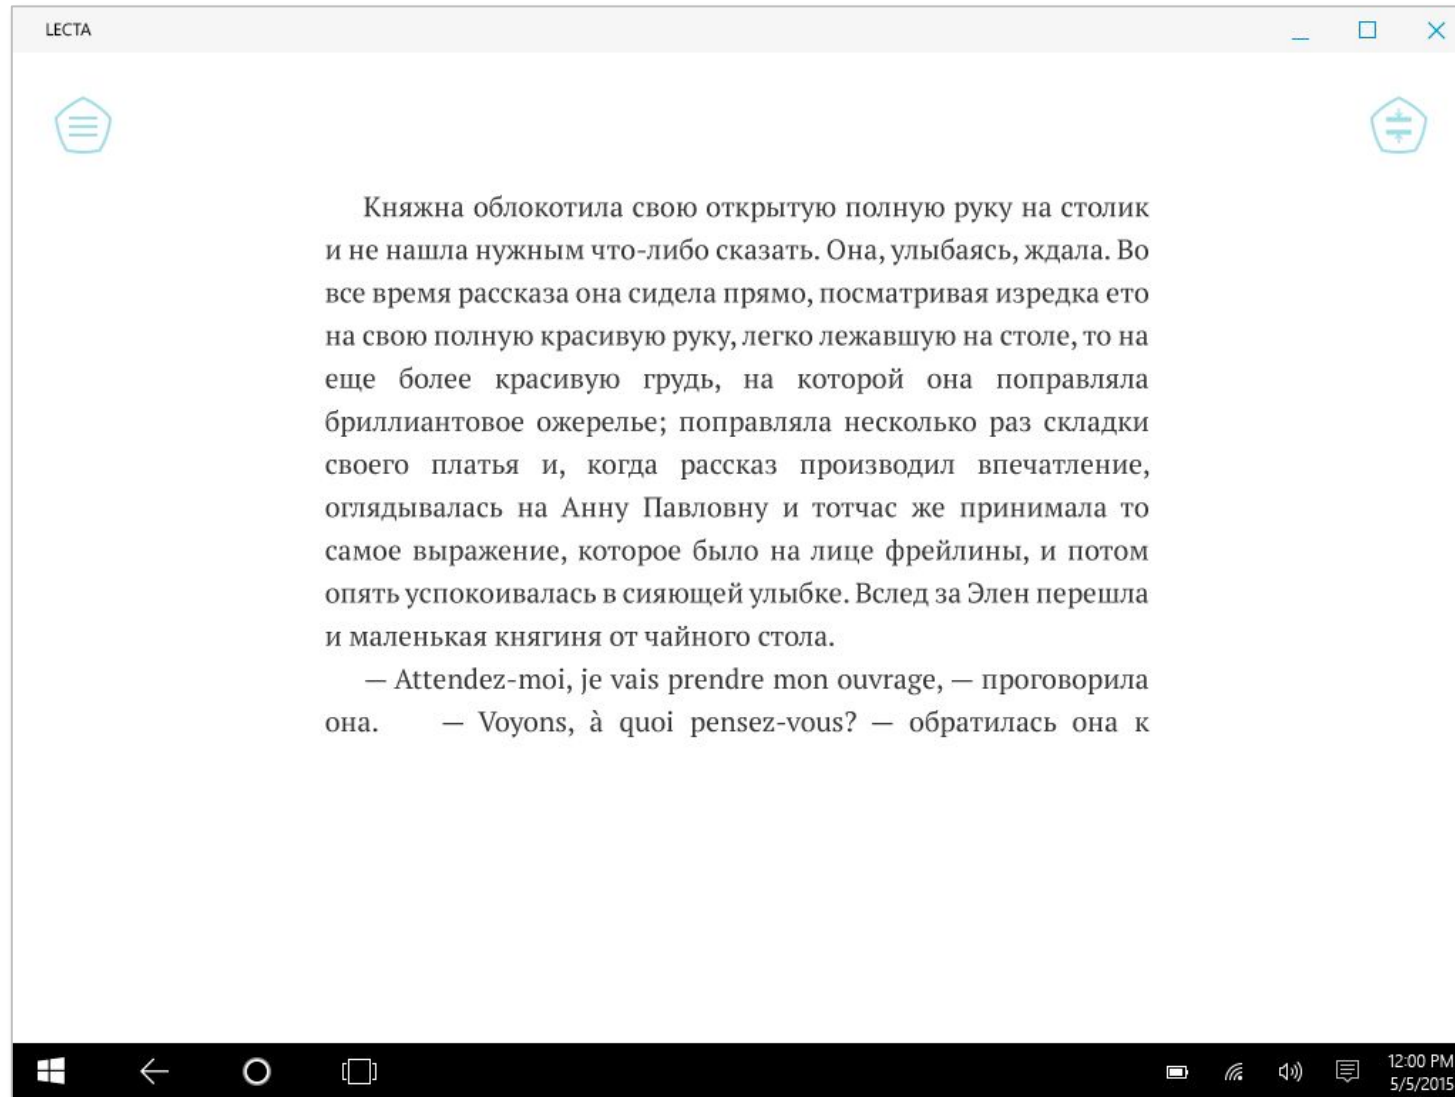 LECTA
Княжна облокотила свою открытую полную руку на столик
и не нашла нужным что-либо сказать. Она, улыбаясь, ждала. Во
все время рассказа она сидела прямо, посматривая изредка ето
на свою полную красивую руку, легко лежавшую на столе, то на
еще более красивую грудь, на которой она поправляла
бриллиантовое ожерелье; поправляла несколько раз складки
своего платья и, когда рассказ производил впечатление,
оглядывалась на Анну Павловну и тотчас же принимала то
самое выражение, которое было на лице фрейлины, и потом
опять успокоивалась в сияющей улыбке. Вслед за Элен перешла
и маленькая княгиня от чайного стола.
— Attendez-moi, je vais prendre mon ouvrage, — проговорила
она. — Voyons, à quoi pensez-vous? — обратилась она к
12:00 PM
5/5/2015